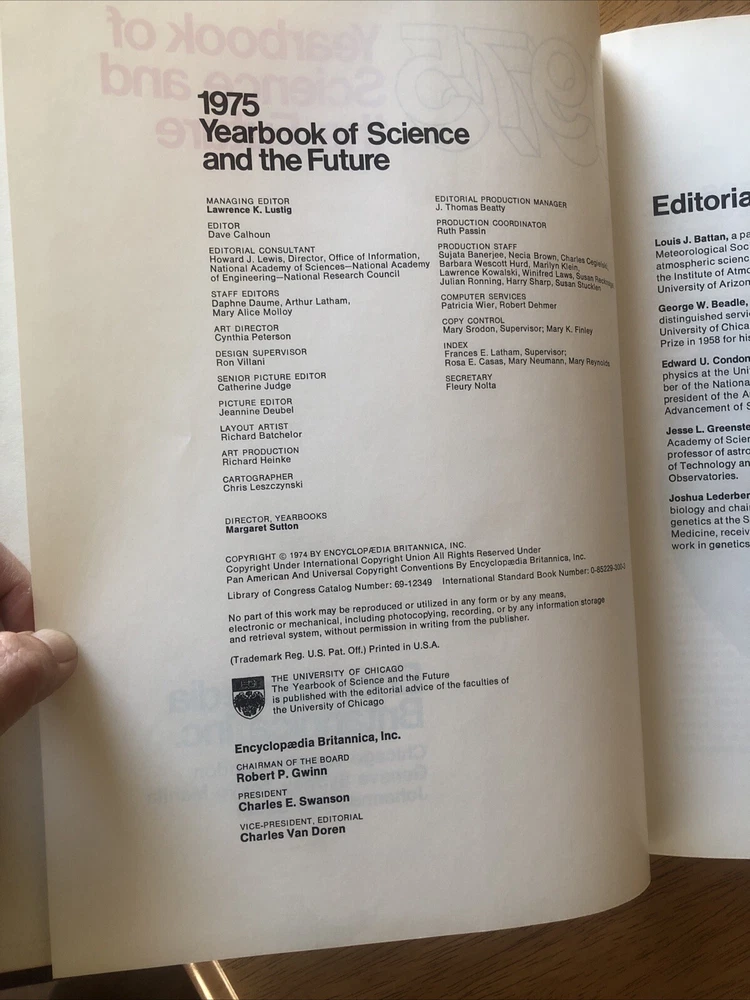 1975
Yearbook of Science
and the Future
MANAGING EDITOR
Lawrence K. Lustig
EDITOR
Dave Calhoun
EDITORIAL CONSULTANT
Howard J. Lewis, Director, Office of Information,
National Academy of Sciences—National Academy
of Engineering—National Research Council
STAFF EDITORS
Daphne Daume, Arthur Latham,
Mary Alice Molloy
ART DIRECTOR
Cynthia Peterson
DESIGN SUPERVISOR
Ron Villani
SENIOR PICTURE EDITOR
Catherine Judge
PICTURE EDITOR
Jeannine Deubel
LAYOUT ARTIST
Richard Batchelor
ART PRODUCTION
Richard Heinke
CARTOGRAPHER
Chris Leszczynski
DIRECTOR, YEARBOOKS
Margaret Sutton
EDITORIAL PRODUCTION MANAGER
J. Thomas Beatty
PRODUCTION COORDINATOR
Ruth Passin
PRODUCTION STAFF
Sujata Banerjee, Necia Brown, Charles
Barbara Wescott Hurd, Marilyn Klein,
Lawrence Kowalski, Winifred Laws, Susan
Julian Ronning, Harry Sharp, Susan Stucklen
COMPUTER SERVICES
Patricia Wier, Robert Dehmer
COPY CONTROL
Mary Srodon, Supervisor; Mary K. Finley
INDEX
Frances E. Latham, Supervisor;
Rosa E. Casas, Mary Neumann, Mary Reynolds
SECRETARY
Fleury Nolta
COPYRIGHT © 1974 BY ENCYCLOPÆDIA BRITANNICA, INC.
Copyright Under International Copyright Union All Rights Reserved Under
Pan American And Universal Copyright Conventions By Encyclopædia Britannica, Inc.
Library of Congress Catalog Number: 69-12349 International Standard Book Number:
No part of this work may be reproduced or utilized in any form or by any means,
electronic or mechanical, including photocopying, recording, or by any information storage
and retrieval system, without permission in writing from the publisher.
(Trademark Reg. U.S. Pat. Off.) Printed in U.S.A.
THE UNIVERSITY OF CHICAGO
The Yearbook of Science and the Future
is published with the editorial advice of the faculties of
the University of Chicago
Encyclopædia Britannica, Inc.
CHAIRMAN OF THE BOARD
Robert P. Gwinn
PRESIDENT
Charles E. Swanson
VICE-PRESIDENT, EDITORIAL
Charles Van Doren
Editoria
Louis J. Battan, a pa
Meteorological Soc
atmospheric scienc
the Institute of Atmo
University of Arizon
George W. Beadle,
distinguished servi
University of Chica
Prize in 1958 for his
Edward U. Condon
physics at the Uni
ber of the National
president of the A
Advancement of S
Jesse L. Greenste
Academy of Scien
professor of astro
of Technology an
Observatories.
Joshua Lederber
biology and chai
genetics at the S
Medicine, receiv
work in genetics